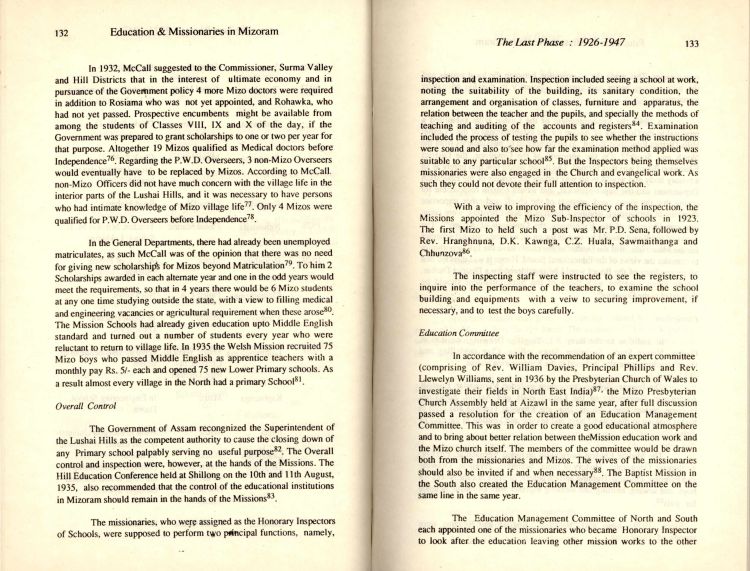 132 Education & Missionaries in Mizoram
In 1932, McCall suggested to the Commissioner, Surma Valley
and Hill Districts that in the interest of ultimate economy and in
pursuance of the Government policy 4 more Mizo doctors were required
in addition to Rosiama who was not yet appointed, and Rohawka, who
had not yet passed. Prospective encumbents might be available from
among the students of Classes VIII, IX and X of the day, if the
Government was prepared to grant scholarships to one or two per year for
that purpose. Altogether 19 Mizos qualified as Medical doctors before
Independence76. Regarding the P.W.D. Overseers, 3 non-Mizo Overseers
would eventually have to be replaced by Mizos. According to McCall.
non-Mizo Officers did not have much concern with the village life in the
interior parts of the Lushai Hills, and it was necessary to have persons
who had intimate knowledge of Mizo village life77. Only 4 Mizos were
qualified for P.W.D. Overseers before Independence78.
In the General Departments, there had already been unemployed
matriculates, as such McCall was of the opinion that there was no need
for giving new scholarships for Mizos beyond Matriculation79. To him 2
Scholarships awarded in each alternate year and one in the odd years would
meet the requirements, so that in 4 years there would be 6 Mizo students
at any one time studying outside the state, with a view to filling medical
and engineering vacancies or agricultural requirement when these arose80.
The Mission Schools had already given education upto Middle English
standard and turned out a number of students every year who were
reluctant to return to village life. In 1935 the Welsh Mission recruited 75
Mizo boys who passed Middle English as apprentice teachers with a
monthly pay Rs. 5/- each and opened 75 new Lower Primary schools. As
a result almost every village in the North had a primary School81.
Overall Control
The Government of Assam recongnized the Superintendent of
the Lushai Hills as the competent authority to cause the closing down of
any Primary school palpably serving no useful purpose82. The Overall
control and inspection were, however, at the hands of the Missions. The
Hill Education Conference held at Shillong on the 10th and 11th August,
1935, also recommended that the control of the educational institutions
in Mizoram should remain in the hands of the Missions83.
The missionaries, who were assigned as the Honorary Inspectors
of Schools, were supposed to perform two principal functions, namely,
The Last Phase : 1926-1947 133
inspection and examination. Inspection included seeing a school at work,
noting the suitability of the building, its sanitary condition, the
arrangement and organisation of classes, furniture and apparatus, the
relation between the teacher and the pupils, and specially the methods of
teaching and auditing of the accounts and registers84. Examination
included the process of testing the pupils to see whether the instructions
were sound and also to see how far the examination method applied was
suitable to any particular school85. But the Inspectors being themselves
missionaries were also engaged in the Church and evangelical work. As
such they could not devote their full attention to inspection.
With a veiw to improving the efficiency of the inspection, the
Missions appointed the Mizo Sub-Inspector of schools in 1923.
The first Mizo to held such a post was Mr. P.D. Sena, followed by
Rev. Hranghnuna, D.K. Kawnga, C.Z. Huala, Sawmaithanga and
Chhunzova86.
The inspecting staff were instructed to see the registers, to
inquire into the performance of the teachers, to examine the school
building and equipments with a veiw to securing improvement, if
necessary, and to test the boys carefully.
Education Committee
In accordance with the recommendation of an expert committee
(comprising of Rev. William Davies, Principal Phillips and Rev.
Llewelyn Williams, sent in 1936 by the Presbyterian Church of Wales to
investigate their fields in North East India)87, the Mizo Presbyterian
Church Assembly held at Aizawl in the same year, after full discussion
passed a resolution for the creation of an Education Management
Committee. This was in order to create a good educational atmosphere
and to bring about better relation between theMission education work and
the Mizo church itself. The members of the committee would be drawn
both from the missionaries and Mizos. The wives of the missionaries
should also be invited if and when necessary88. The Baptist Mission in
the South also created the Education Management Committee on the
same line in the same year.
The Education Management Committee of North and South
each appointed one of the missionaries who became Honorary Inspector
to look after the education leaving other mission works to the other